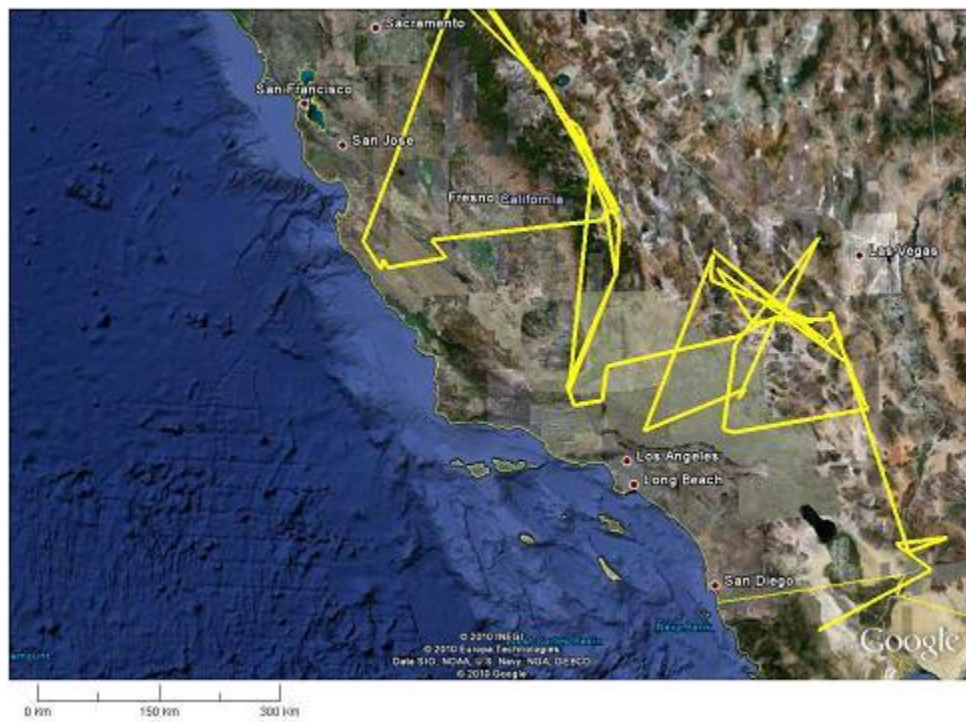 Sacramento
San Francisco
San Jose
Fresno California
Las Vegas
Los Angeles
Long Beach
San Diego
© 2010 INEGI
© 2010 Europa Technologies
Data SIO, NOAA, U.S. Navy, NGA, GEBCO
© 2010 Google
Google
0 km 150 km 300 km